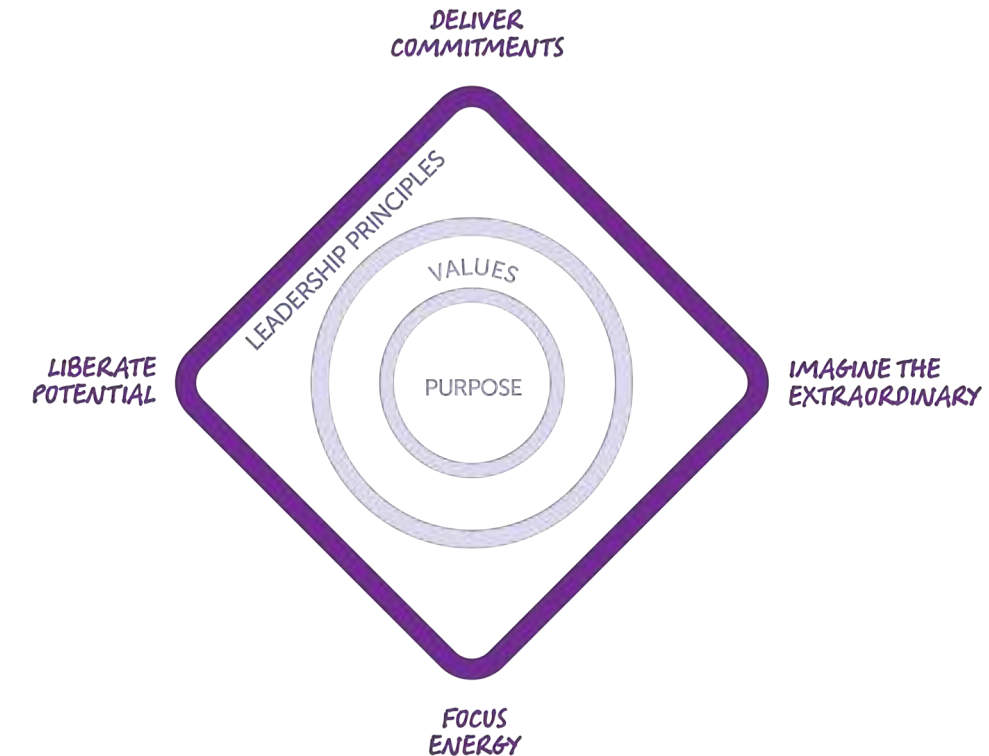 DELIVER
COMMITMENTS
LEADERSHIP PRINCIPLES
VALUES
PURPOSE
LIBERATE
POTENTIAL
IMAGINE THE
EXTRAORDINARY
FOCUS
ENERGY